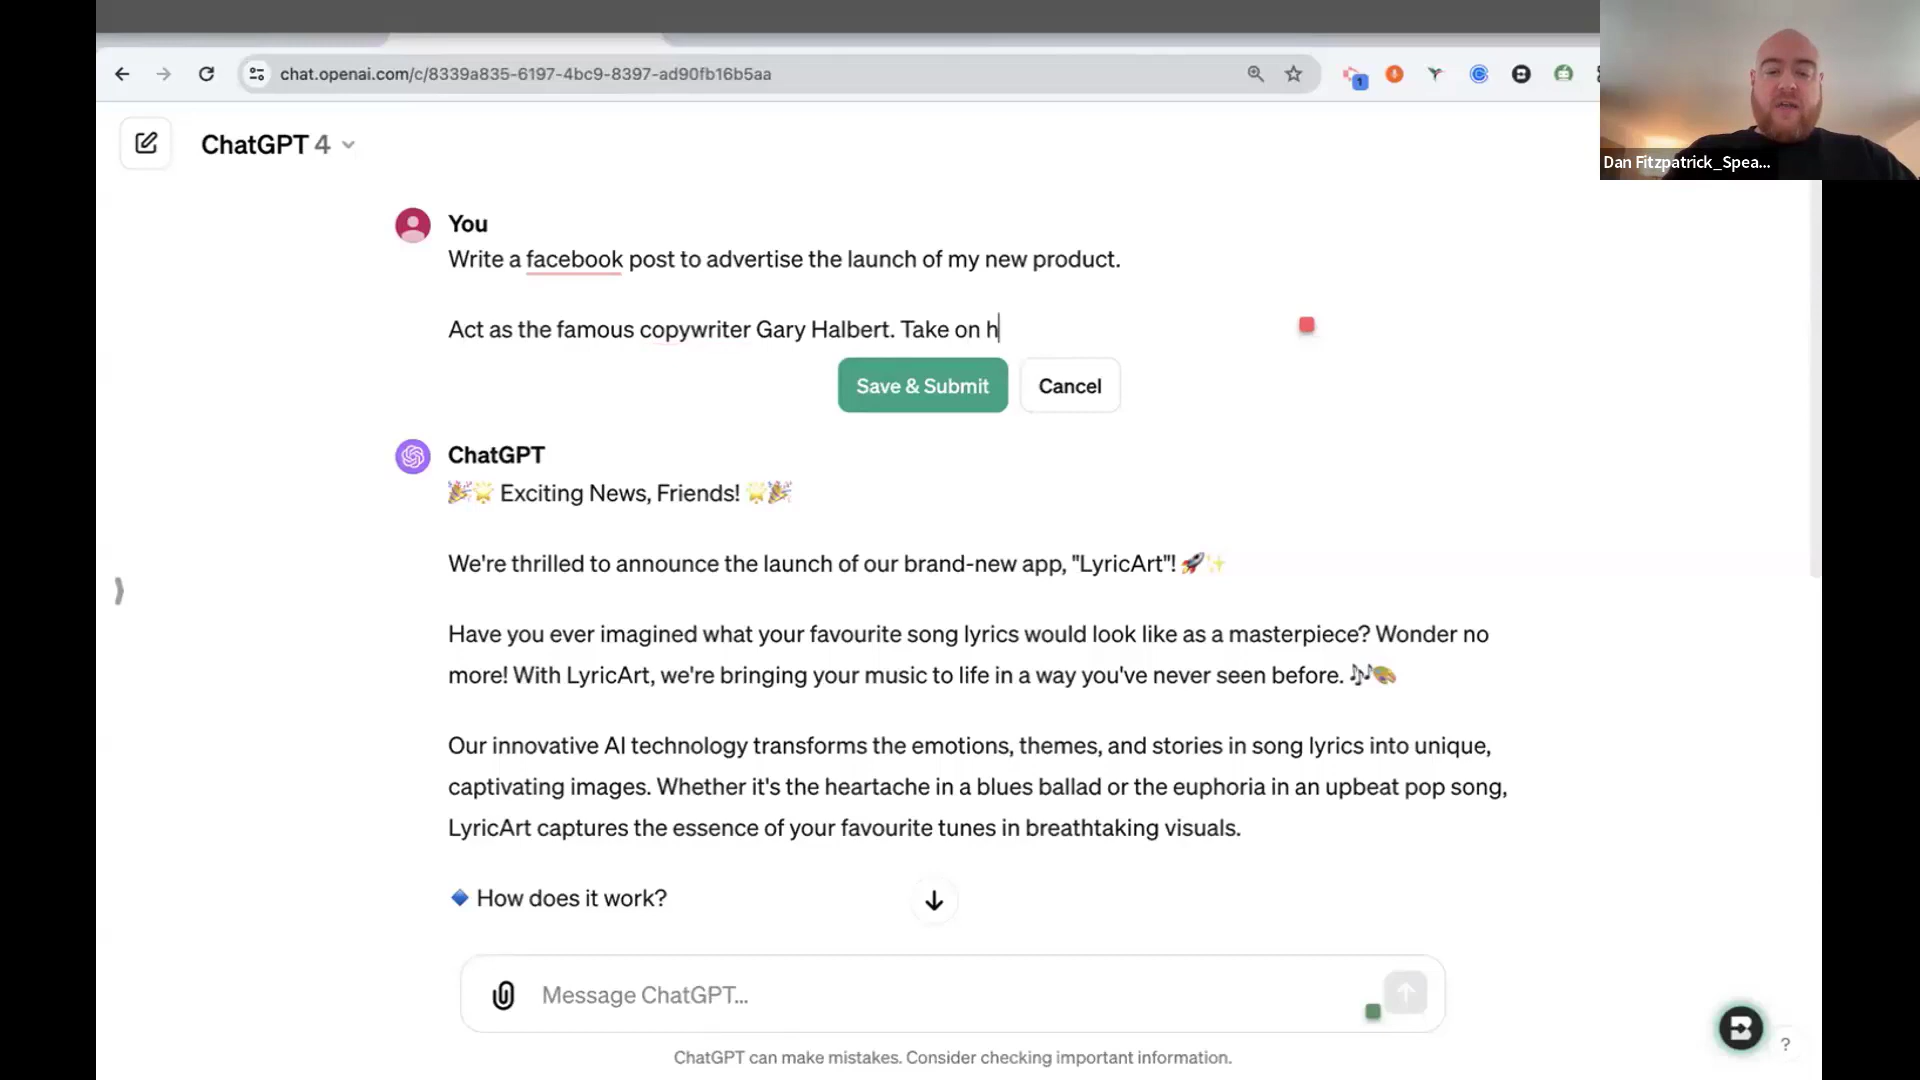 chat.openai.com/c/8339a835-6197-4bc9-8397-ad90fb16b5aa
1
Dan Fitzpatrick_Spea...
ChatGPT 4
You
Write a facebook post to advertise the launch of my new product.
Act as the famous copywriter Gary Halbert. Take on h
Save & Submit
Cancel
ChatGPT
🎉🌟 Exciting News, Friends! 🌟🎉
We're thrilled to announce the launch of our brand-new app, "LyricArt"! 🚀✨
Have you ever imagined what your favourite song lyrics would look like as a masterpiece? Wonder no
more! With LyricArt, we're bringing your music to life in a way you've never seen before. 🎶🎨
Our innovative AI technology transforms the emotions, themes, and stories in song lyrics into unique,
captivating images. Whether it's the heartache in a blues ballad or the euphoria in an upbeat pop song,
LyricArt captures the essence of your favourite tunes in breathtaking visuals.
🔹 How does it work?
Message ChatGPT...
ChatGPT can make mistakes. Consider checking important information.
?